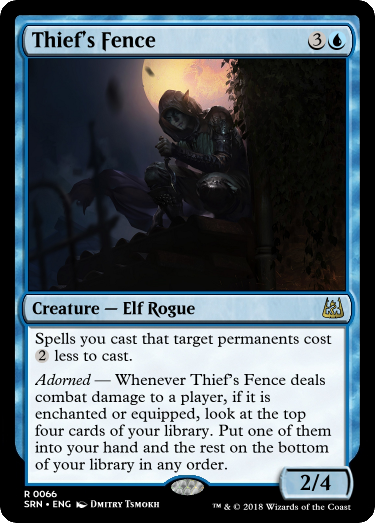 Thief's Fence 3
Creature — Elf Rogue
Spells you cast that target permanents cost
2 less to cast.
Adorned — Whenever Thief's Fence deals
combat damage to a player, if it is
enchanted or equipped, look at the top
four cards of your library. Put one of them
into your hand and the rest on the bottom
of your library in any order.
2/4
R 0066
SRN • ENG Dmitry Tsmokh
™ & © 2018 Wizards of the Coast